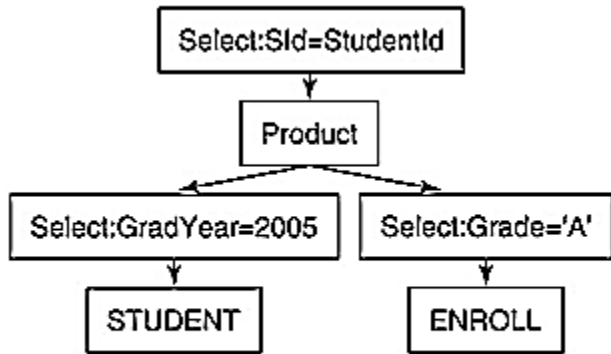 Select:SId=StudentId
Product
Select:GradYear=2005
Select:Grade='A'
STUDENT
ENROLL